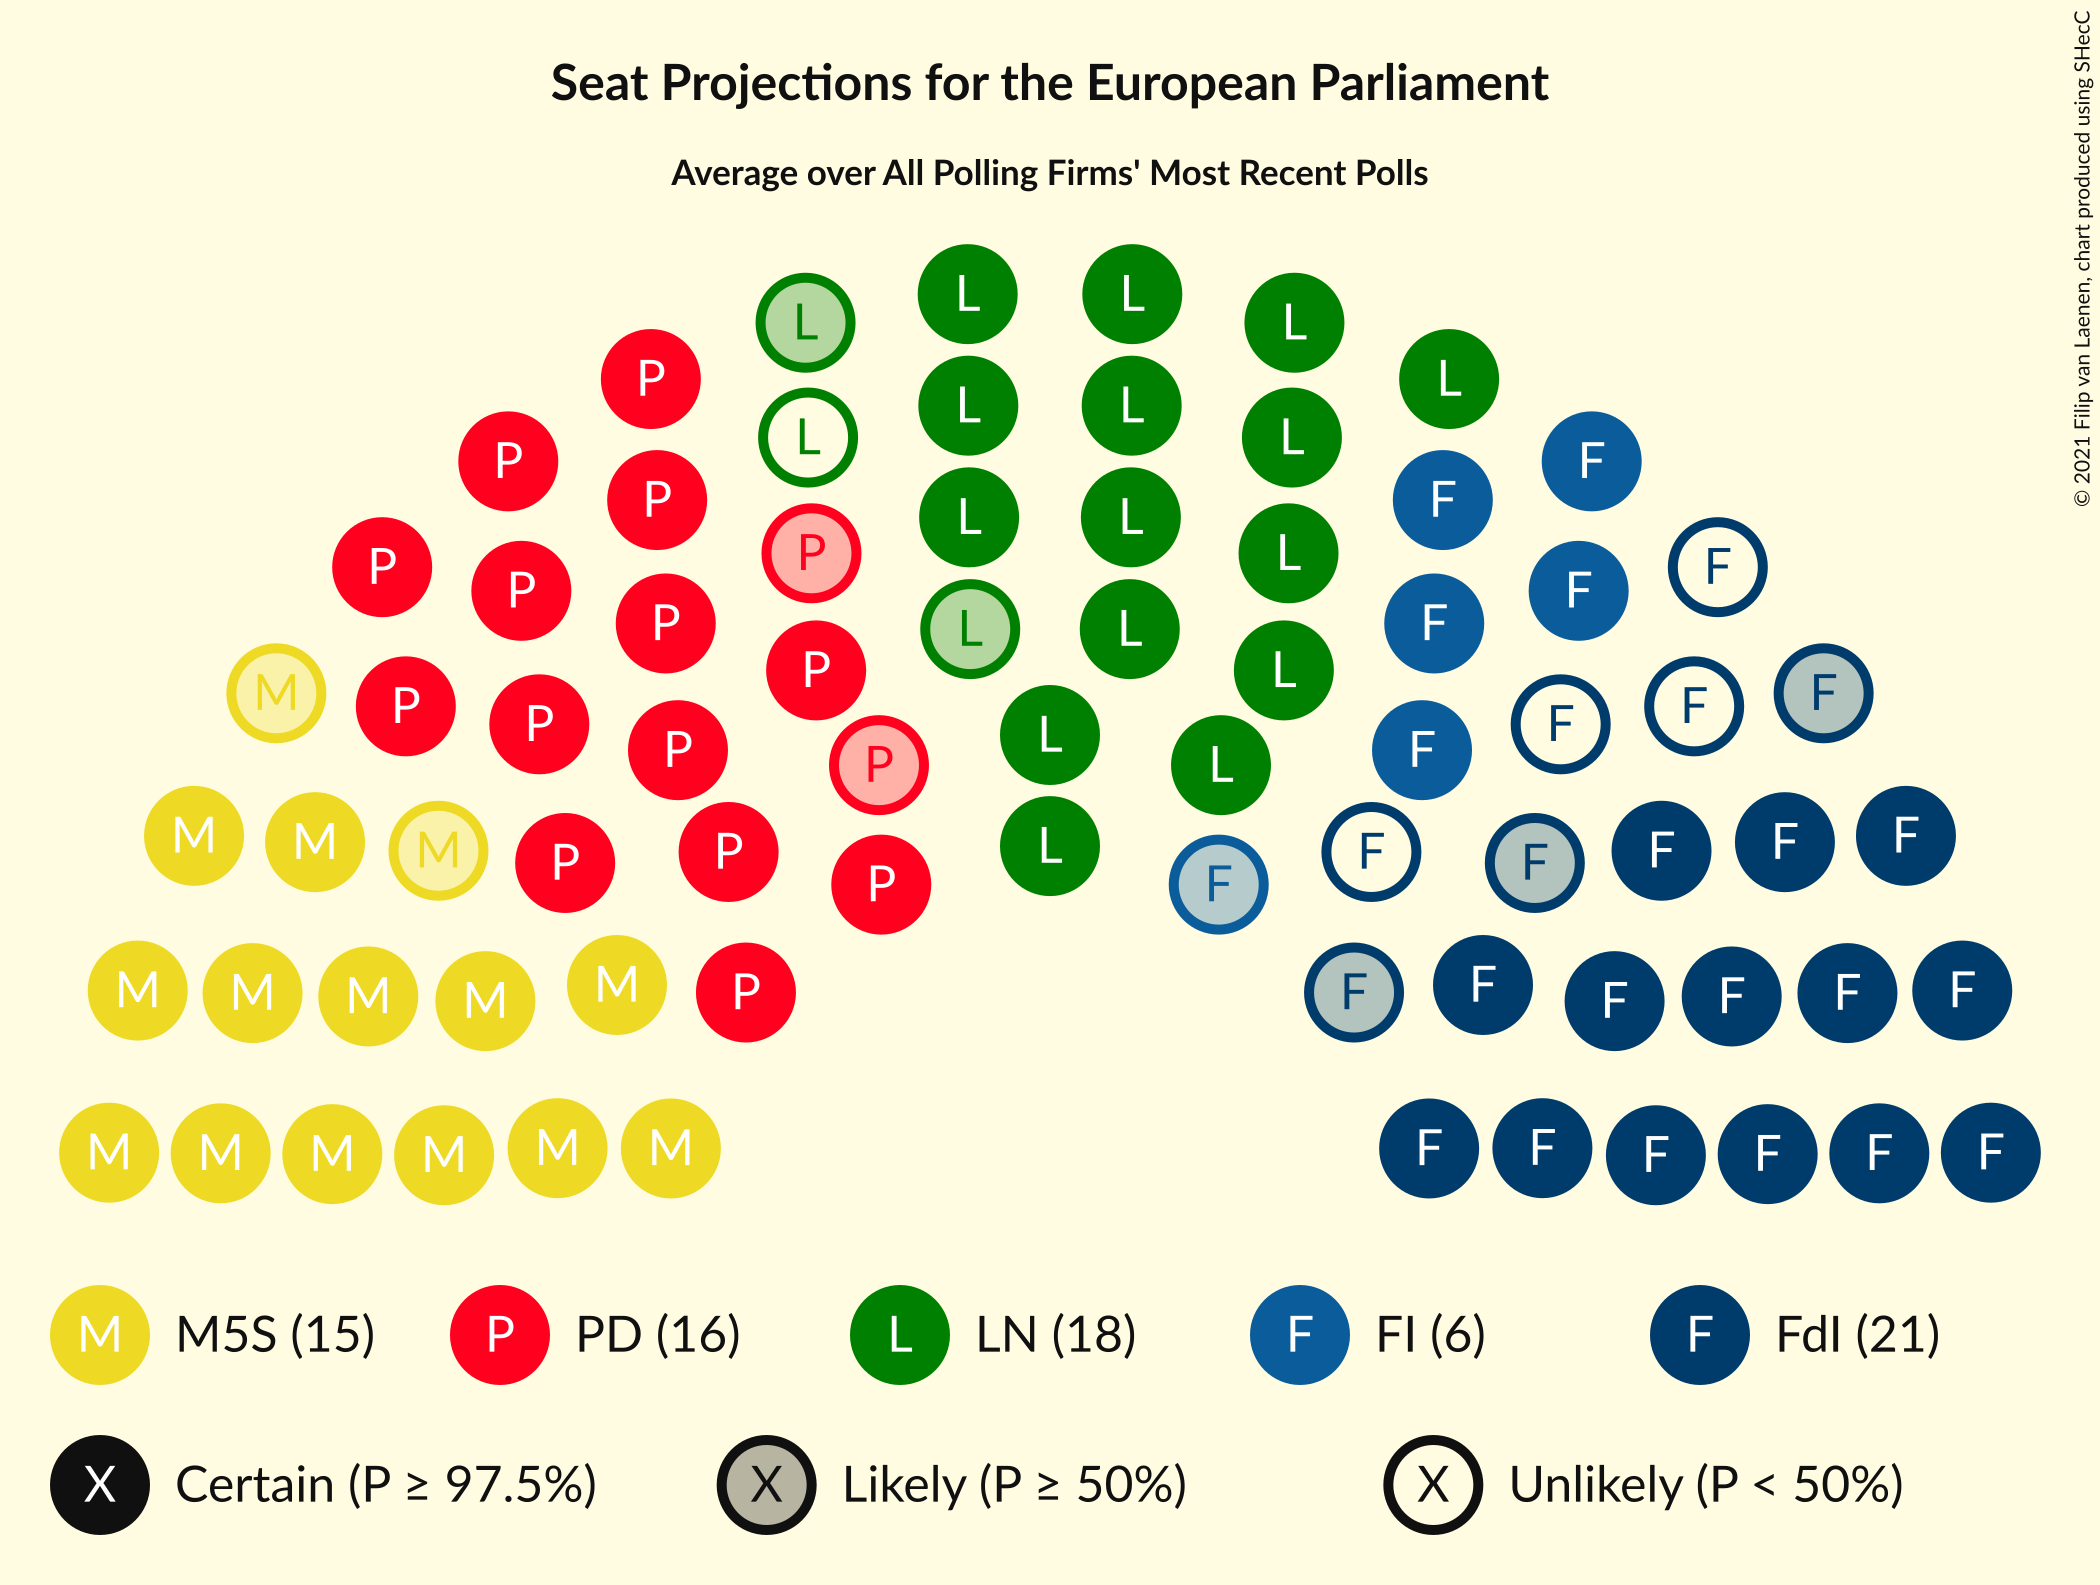 Seat Projections for the European Parliament
Average over All Polling Firms' Most Recent Polls
© 2021 Filip van Laenen, chart produced using SHecC
L L
L L
P L
L L
L L
P F
P P F
L L
P P L F F
L L
P P F F
M P L F
P P P L F F F
L
P L
M M M P P F F F F F
L
P F
M M M M M P F F F F F F
M M M M M M F F F F F F
M M5S (15) P PD (16) L LN (18) F FI (6) F FdI (21)
X Certain (P ≥ 97.5%) X Likely (P ≥ 50%) X Unlikely (P < 50%)